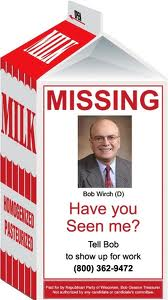 MISSING
Bob Wirch (D)
Have you
Seen me?
Tell Bob
to show up for work
(800) 362-9472
Paid for by Republican Party of Wisconsin, Bob Geason Treasurer
Not authorized by any candidate or candidate's committee.
MILK
HOMOGENIZED
PASTEURIZED